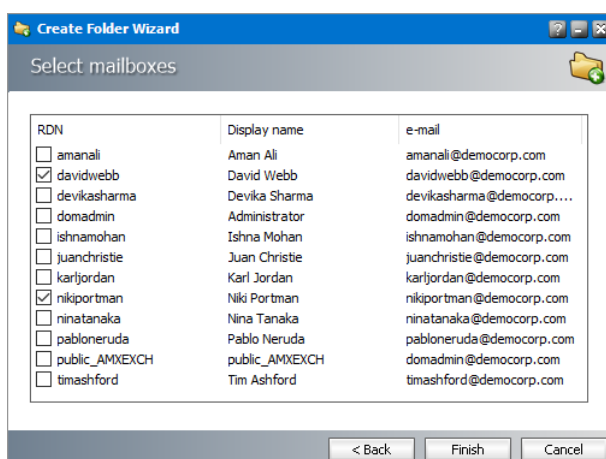 Create Folder Wizard
Select mailboxes
RDN Display name e-mail
amanali Aman Ali amanali@democorp.com
davidwebb David Webb davidwebb@democorp.com
devikasharma Devika Sharma devikasharma@democorp....
domadmin Administrator domadmin@democorp.com
ishnamohan Ishna Mohan ishnamohan@democorp.com
juanchristie Juan Christie juanchristie@democorp.com
karljordan Karl Jordan karljordan@democorp.com
nikiportman Niki Portman nikiportman@democorp.com
ninatanaka Nina Tanaka ninatanaka@democorp.com
pabloneruda Pablo Neruda pabloneruda@democorp.com
public_AMXEXCH public_AMXEXCH domadmin@democorp.com
timashford Tim Ashford timashford@democorp.com
< Back Finish Cancel